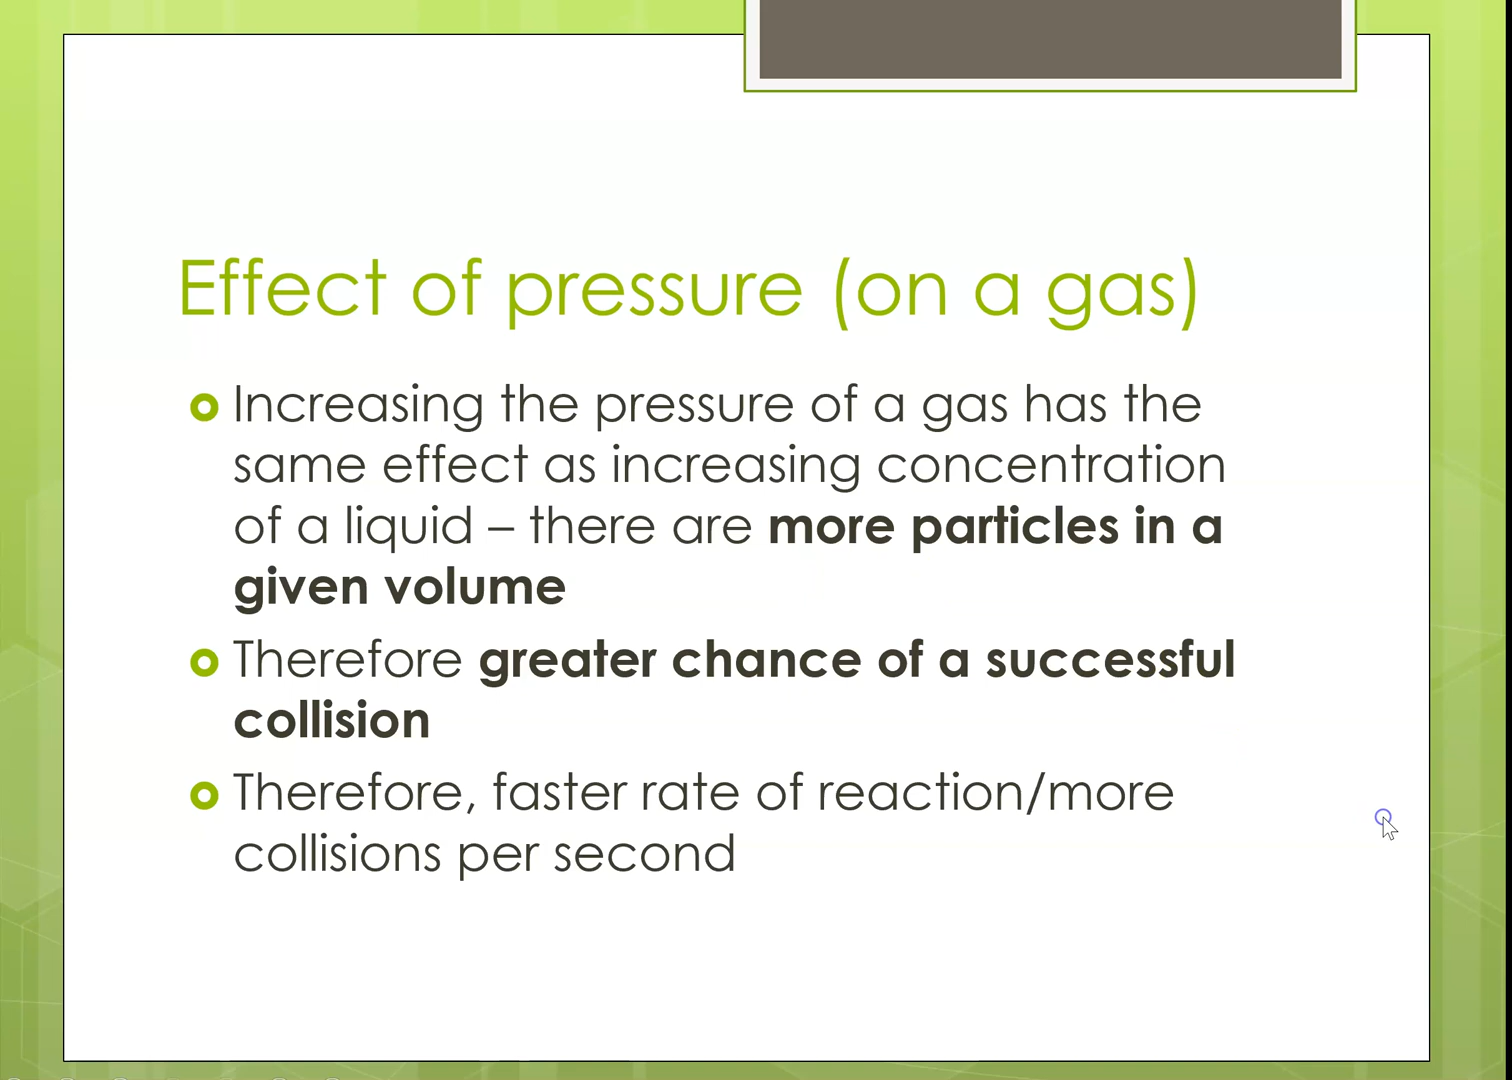 Effect of pressure (on a gas)
Increasing the pressure of a gas has the
same effect as increasing concentration
of a liquid – there are more particles in a
given volume
Therefore greater chance of a successful
collision
Therefore, faster rate of reaction/more
collisions per second